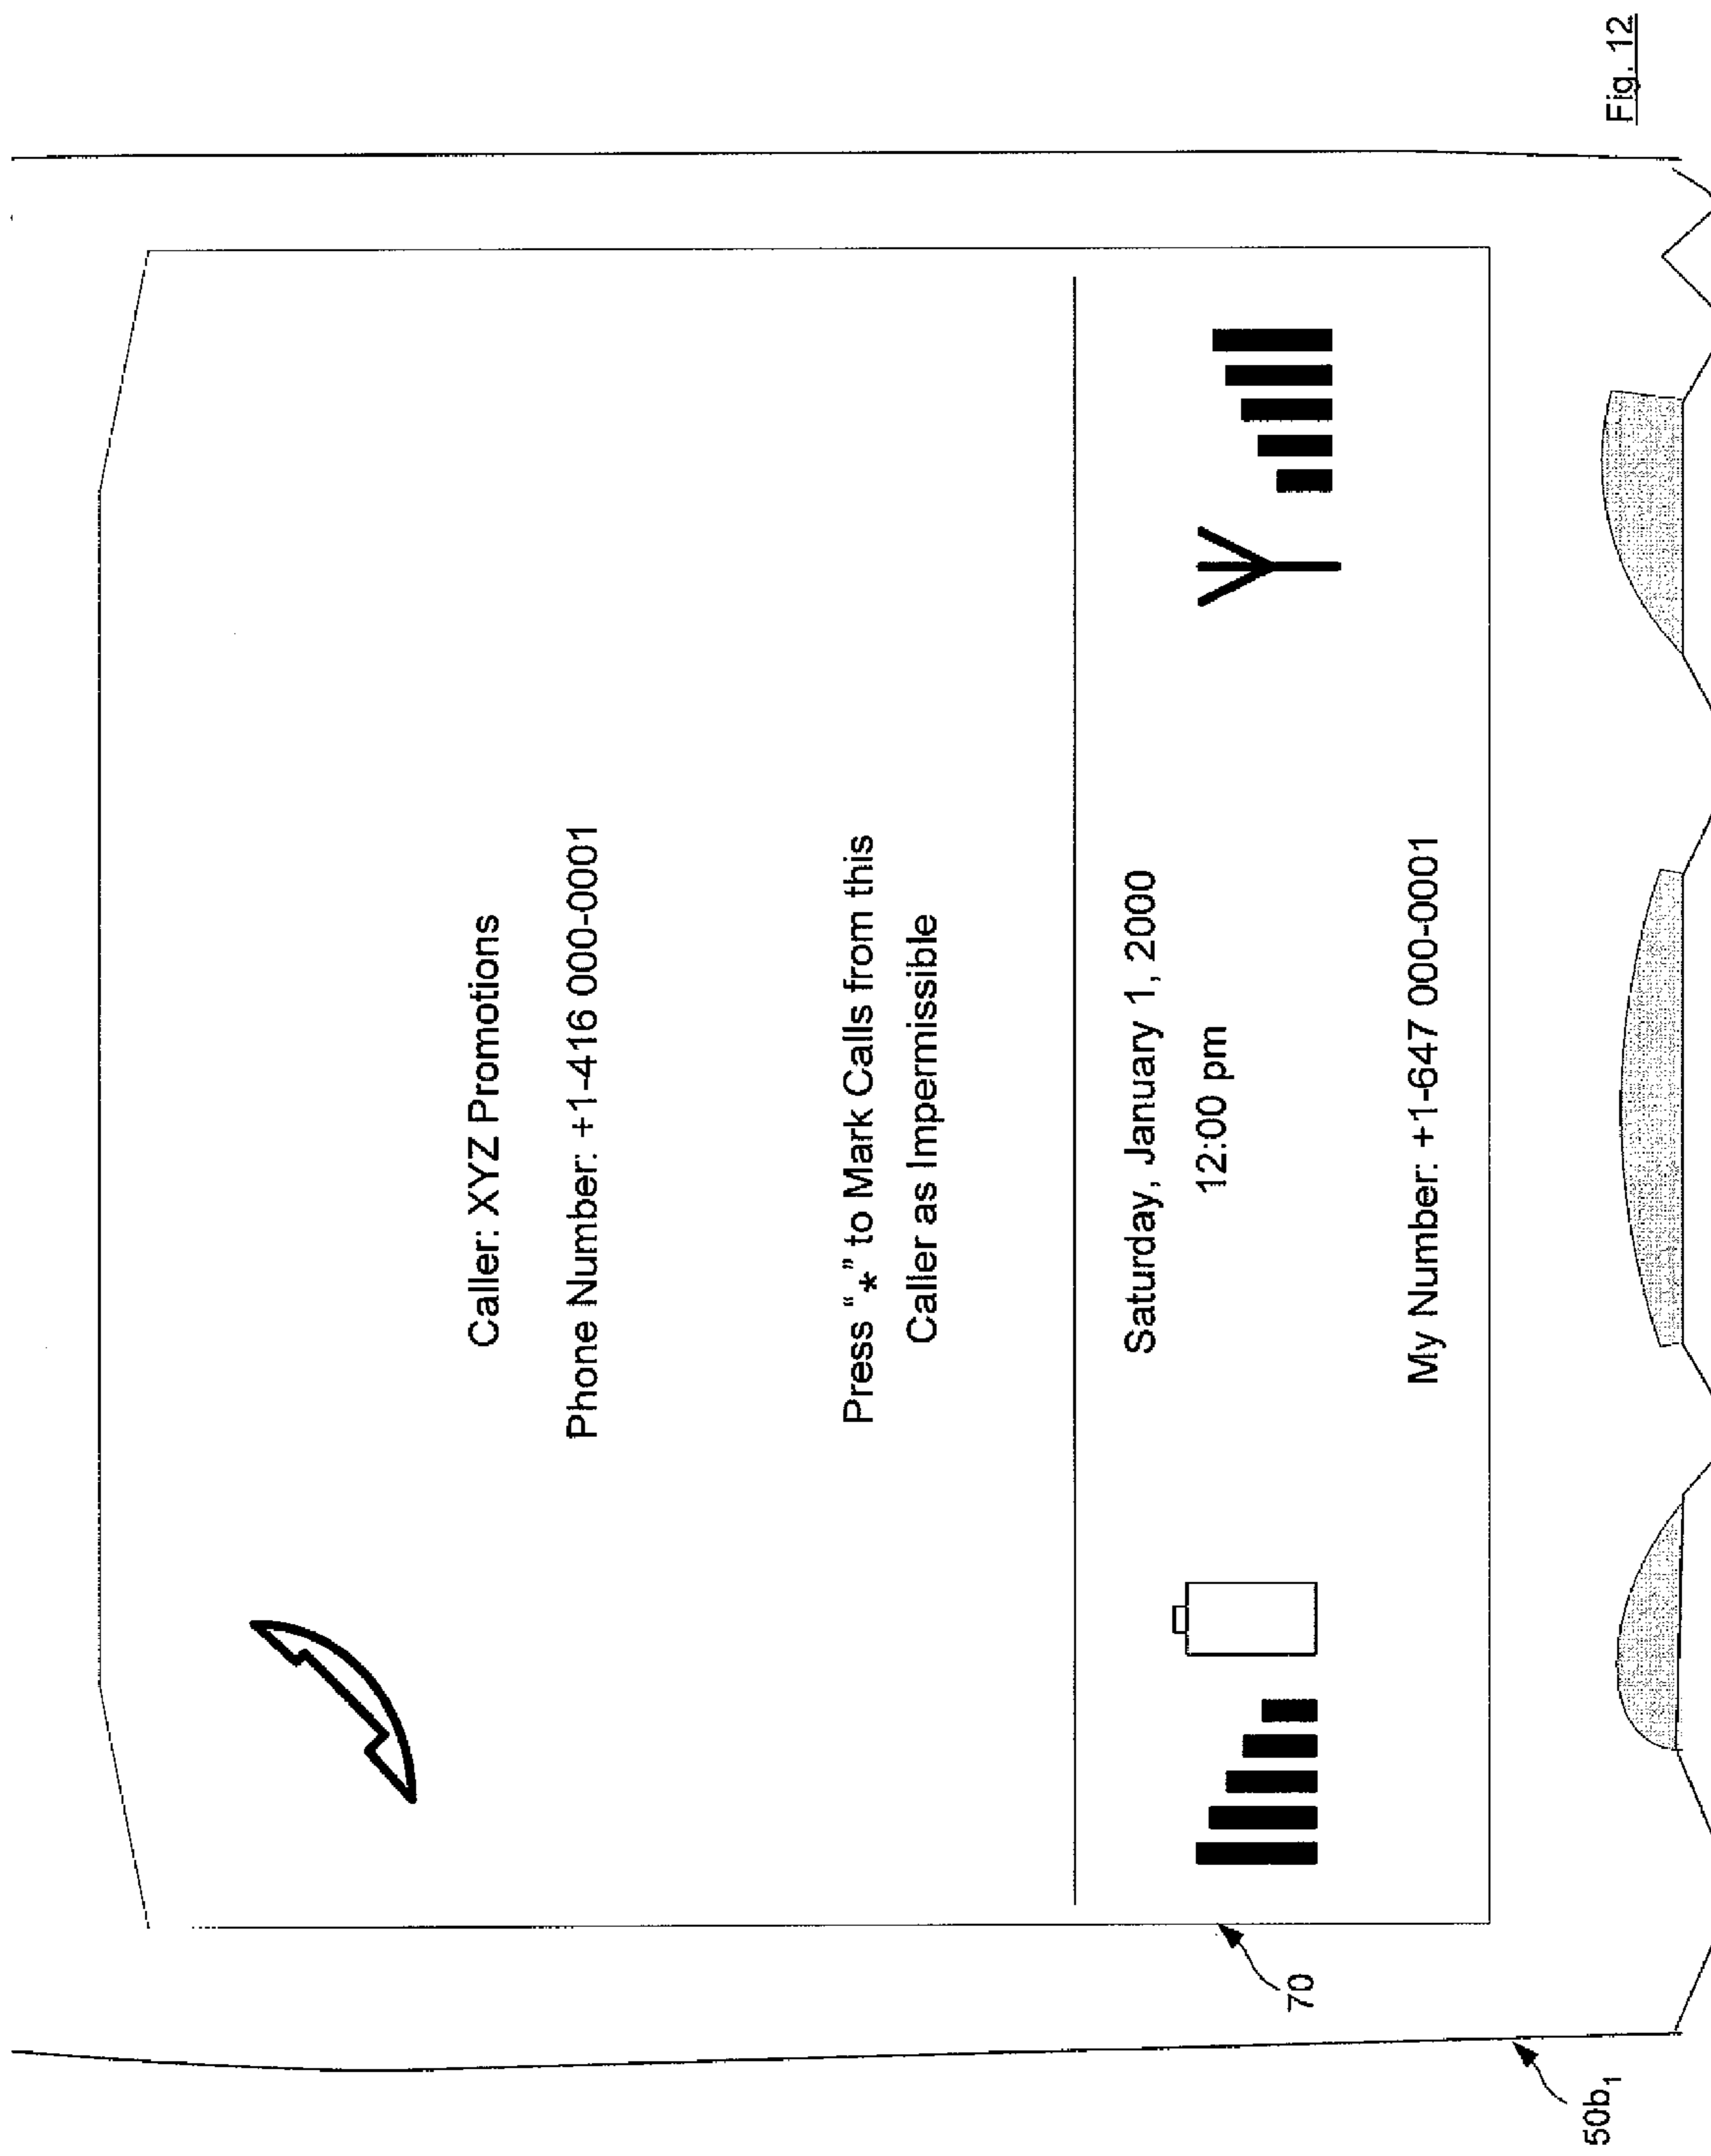 Caller: XYZ Promotions
Phone Number: +1-416 000-0001
Press “*” to Mark Calls from this
Caller as Impermissible
Saturday, January 1, 2000
12:00 pm
My Number: +1-647 000-0001
70
50b₁
Fig. 12